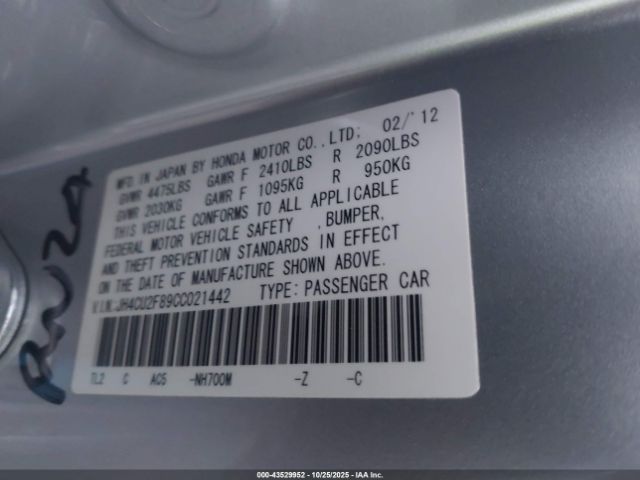 MFD. IN JAPAN BY HONDA MOTOR CO.,LTD; 02/'12
GVWR 4475LBS GAWR F 2410LBS R 2090LBS
GVWR 2030KG GAWR F 1095KG R 950KG
THIS VEHICLE CONFORMS TO ALL APPLICABLE
FEDERAL MOTOR VEHICLE SAFETY ,BUMPER,
AND THEFT PREVENTION STANDARDS IN EFFECT
ON THE DATE OF MANUFACTURE SHOWN ABOVE.
V.I.N:JH4CU2F89CC021442 TYPE: PASSENGER CAR
TL2 C AC5 -NH700M -Z -C
000-43529952 - 10/25/2025 - IAA Inc.